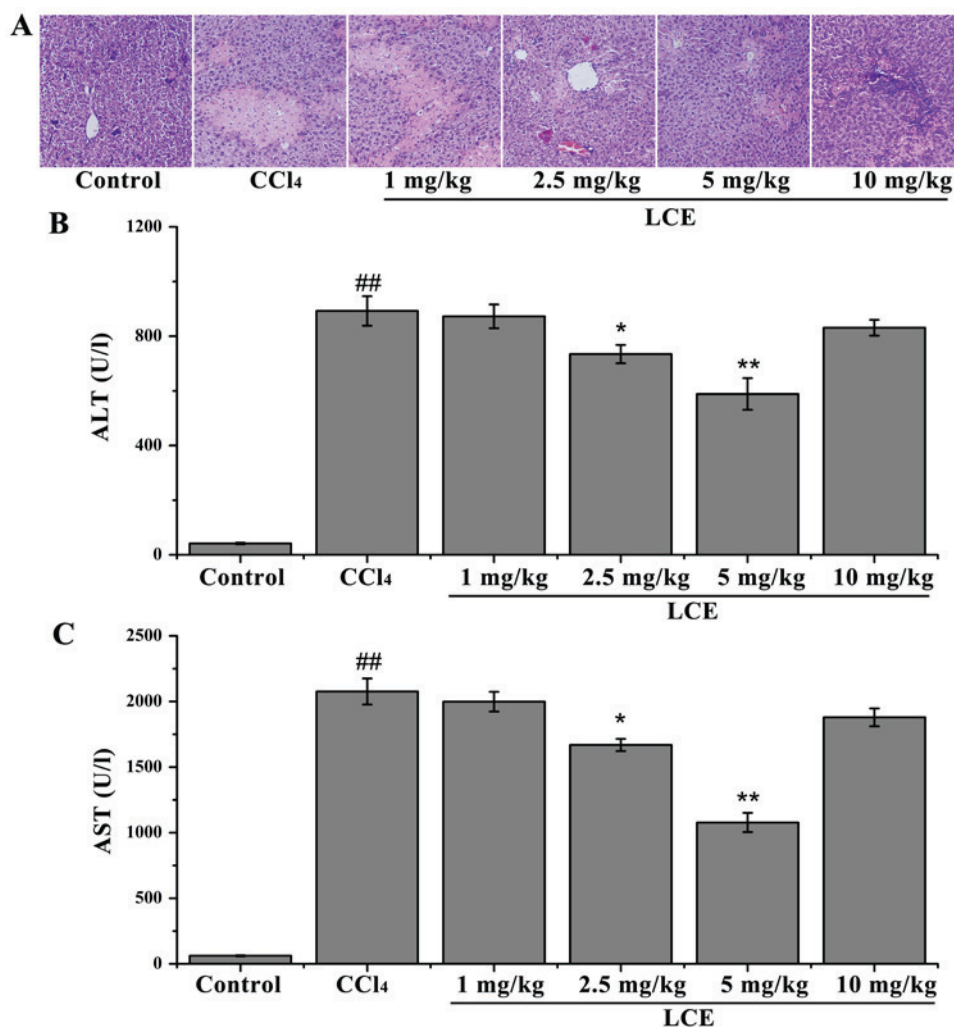 A
Control CCl4 1 mg/kg 2.5 mg/kg 5 mg/kg 10 mg/kg
LCE
B
1200
800
400
0
ALT (U/l)
##
*
**
Control CCl4 1 mg/kg 2.5 mg/kg 5 mg/kg 10 mg/kg
LCE
C
2500
2000
1500
1000
500
0
AST (U/l)
##
*
**
Control CCl4 1 mg/kg 2.5 mg/kg 5 mg/kg 10 mg/kg
LCE